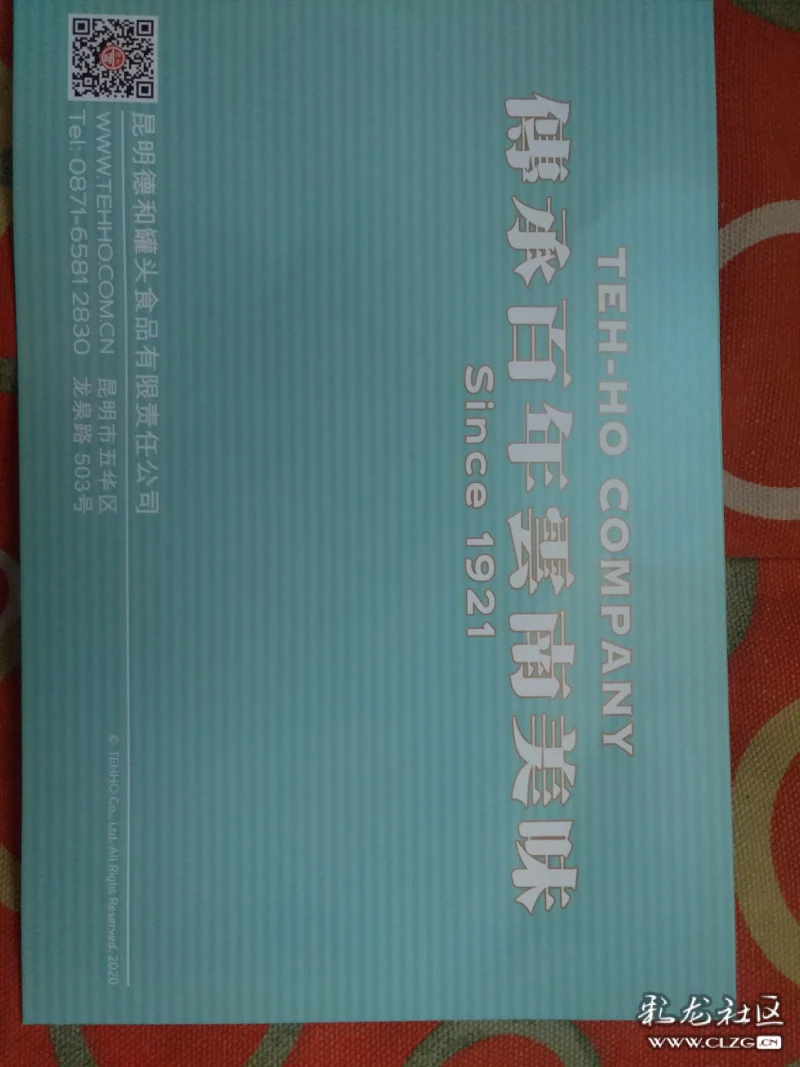 TEH-HO COMPANY
傳承百年雲南美味
Since 1921
昆明德和罐头食品有限责任公司
WWW.TEHHO.COM.CN 昆明市五华区
Tel: 0871-6581 2830 龙泉路 503号
© TEHHO Co., Ltd. All Right Reserved. 2020
彩龙社区
WWW.CLZG.CN